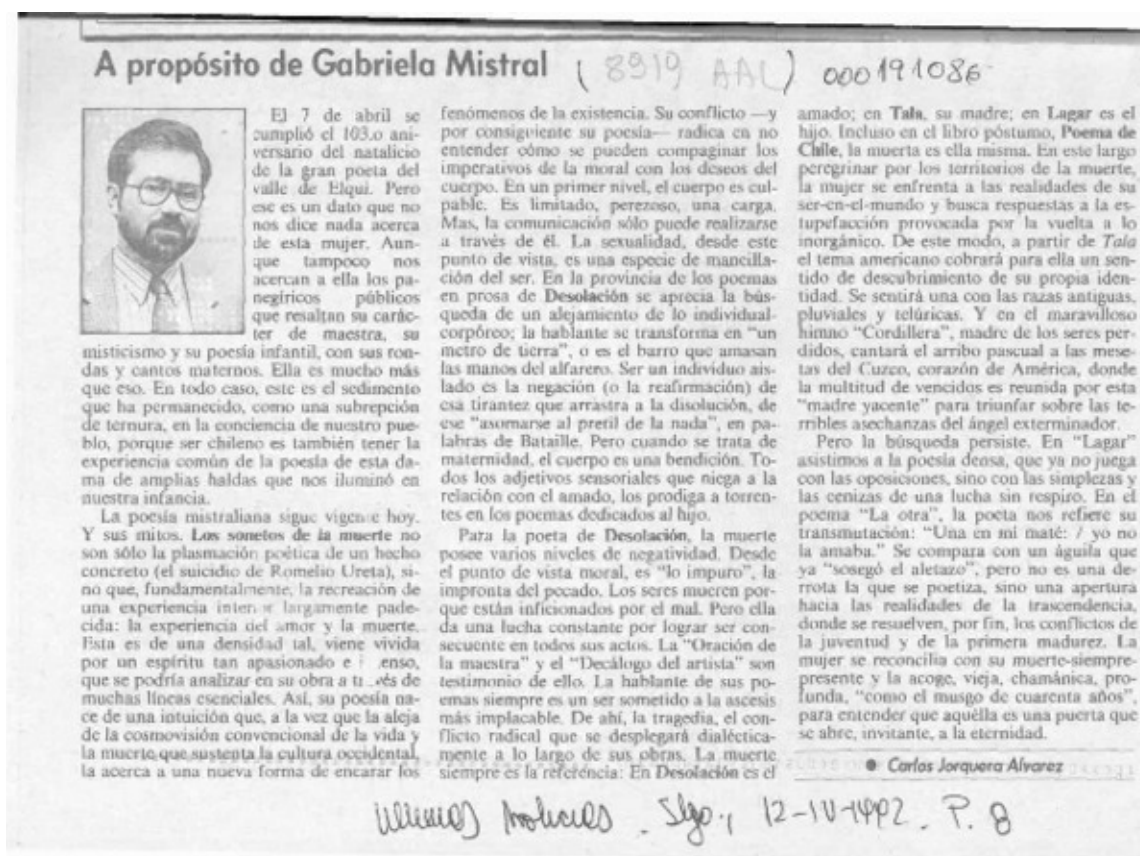 A propósito de Gabriela Mistral (8919 AAL) 000191086
El 7 de abril se
cumplió el 103.o ani-
versario del natalicio
de la gran poeta del
valle de Elqui. Pero
ese es un dato que no
nos dice nada acerca
de esta mujer. Aun-
que tampoco nos
acercan a ella los pa-
negíricos públicos
que resaltan su carác-
ter de maestra, su
misticismo y su poesía infantil, con sus ron-
das y cantos maternos. Ella es mucho más
que eso. En todo caso, este es el sedimento
que ha permanecido, como una subrepción
de ternura, en la conciencia de nuestro pue-
blo, porque ser chileno es también tener la
experiencia común de la poesía de esta da-
ma de amplias haldas que nos iluminó en
nuestra infancia.
La poesía mistraliana sigue vigen e hoy.
Y sus mitos. Los sonetos de la muerte no
son sólo la plasmación poética de un hecho
concreto (el suicidio de Romelio Ureta), si-
no que, fundamentalmente, la recreación de
una experiencia largamente pade-
cida: la experiencia del amor y la muerte.
Esta es de una densidad tal, viene vivida
por un espíritu tan apasionado e enso,
que se podría analizar en su obra a vés de
muchas líneas esenciales. Así, su poesía na-
ce de una intuición que, a la vez que la aleja
de la cosmovisión convencional de la vida y
la muerte que sustenta la cultura occidental,
la acerca a una nueva forma de encarar los
fenómenos de la existencia. Su conflicto —y
por consiguiente su poesía— radica en no
entender cómo se pueden compaginar los
imperativos de la moral con los deseos del
cuerpo. En un primer nivel, el cuerpo es cul-
pable. Es limitado, perezoso, una carga.
Mas, la comunicación sólo puede realizarse
a través de él. La sexualidad, desde este
punto de vista, es una especie de mancilla-
ción del ser. En la provincia de los poemas
en prosa de Desolación se aprecia la bús-
queda de un alejamiento de lo individual-
corpóreo; la hablante se transforma en "un
metro de tierra", o es el barro que amasan
las manos del alfarero. Ser un individuo ais-
lado es la negación (o la reafirmación) de
esa tirantez que arrastra a la disolución, de
ese "asomarse al pretil de la nada", en pa-
labras de Bataille. Pero cuando se trata de
maternidad, el cuerpo es una bendición. To-
dos los adjetivos sensoriales que niega a la
relación con el amado, los prodiga a torren-
tes en los poemas dedicados al hijo.
Para la poeta de Desolación, la muerte
posee varios niveles de negatividad. Desde
el punto de vista moral, es "lo impuro", la
impronta del pecado. Los seres mueren por-
que están inficionados por el mal. Pero ella
da una lucha constante por lograr ser con-
secuente en todos sus actos. La "Oración de
la maestra" y el "Decálogo del artista" son
testimonio de ello. La hablante de sus po-
emas siempre es un ser sometido a la ascesis
más implacable. De ahí, la tragedia, el con-
flicto radical que se desplegará dialéctica-
mente a lo largo de sus obras. La muerte
siempre es la referencia: En Desolación es el
amado; en Tala, su madre; en Lagar es el
hijo. Incluso en el libro póstumo, Poema de
Chile, la muerta es ella misma. En este largo
peregrinar por los territorios de la muerte,
la mujer se enfrenta a las realidades de su
ser-en-el-mundo y busca respuestas a la es-
tupefacción provocada por la vuelta a lo
inorgánico. De este modo, a partir de Tala
el tema americano cobrará para ella un sen-
tido de descubrimiento de su propia iden-
tidad. Se sentirá una con las razas antiguas,
pluviales y telúricas. Y en el maravilloso
himno "Cordillera", madre de los seres per-
didos, cantará el arribo pascual a las mese-
tas del Cuzco, corazón de América, donde
la multitud de vencidos es reunida por esta
"madre yacente" para triunfar sobre las te-
rribles asechanzas del ángel exterminador.
Pero la búsqueda persiste. En "Lagar"
asistimos a la poesía densa, que ya no juega
con las oposiciones, sino con las simplezas y
las cenizas de una lucha sin respiro. En el
poema "La otra", la poeta nos refiere su
transmutación: "Una en mi maté: / yo no
la amaba." Se compara con un águila que
ya "sosegó el aletazo", pero no es una de-
rrota la que se poetiza, sino una apertura
hacia las realidades de la trascendencia,
donde se resuelven, por fin, los conflictos de
la juventud y de la primera madurez. La
mujer se reconcilia con su muerte-siempre-
presente y la acoge, vieja, chamánica, pro-
funda, "como el musgo de cuarenta años",
para entender que aquélla es una puerta que
se abre, invitante, a la eternidad.
● Carlos Jorquera Alvarez
Ultimas Noticias. Stgo., 12-IV-1992. P. 8